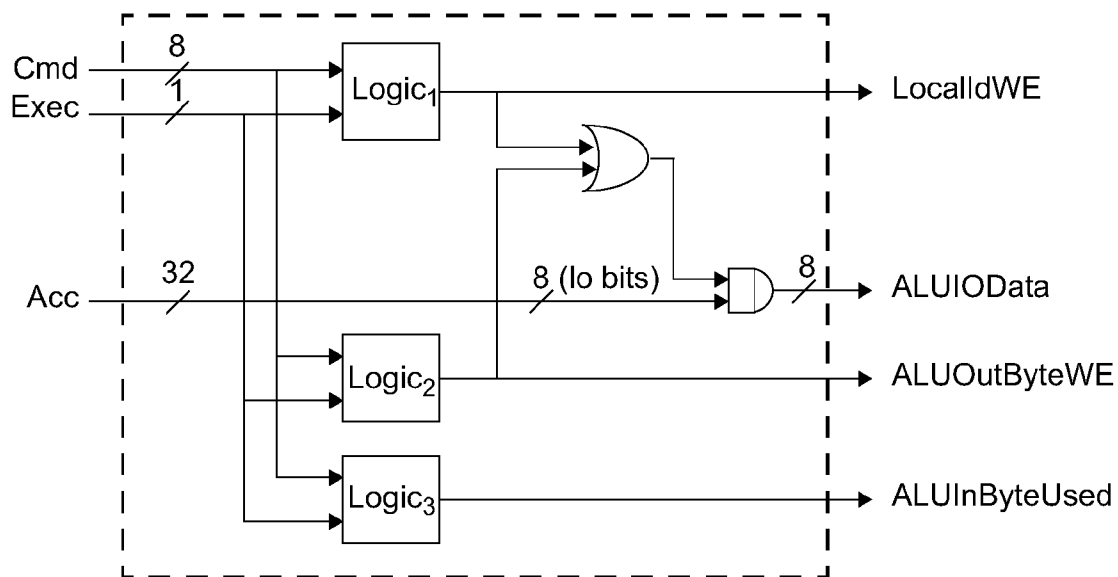 Cmd
8
Exec
1
Logic₁
LocalIdWE
Acc
32
8 (lo bits)
8
ALUIOData
Logic₂
ALUOutByteWE
Logic₃
ALUInByteUsed